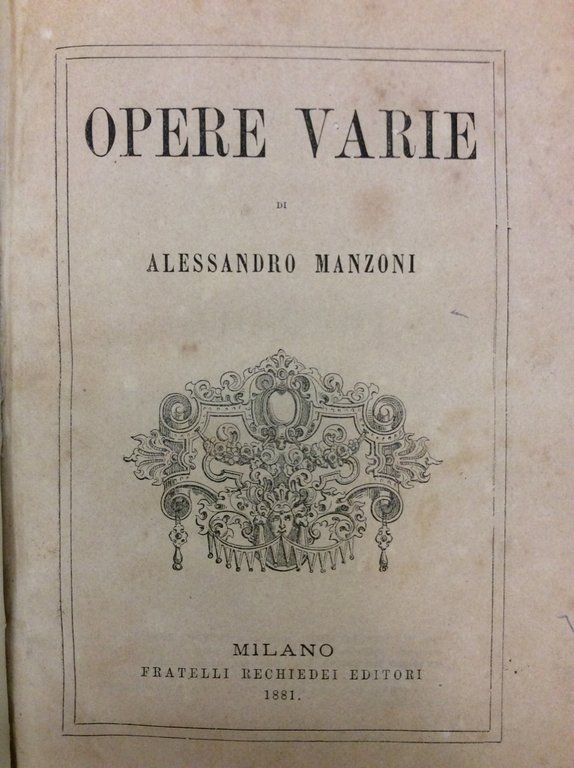 OPERE VARIE
DI
ALESSANDRO MANZONI
MILANO
FRATELLI RECHIEDEI EDITORI
1881.